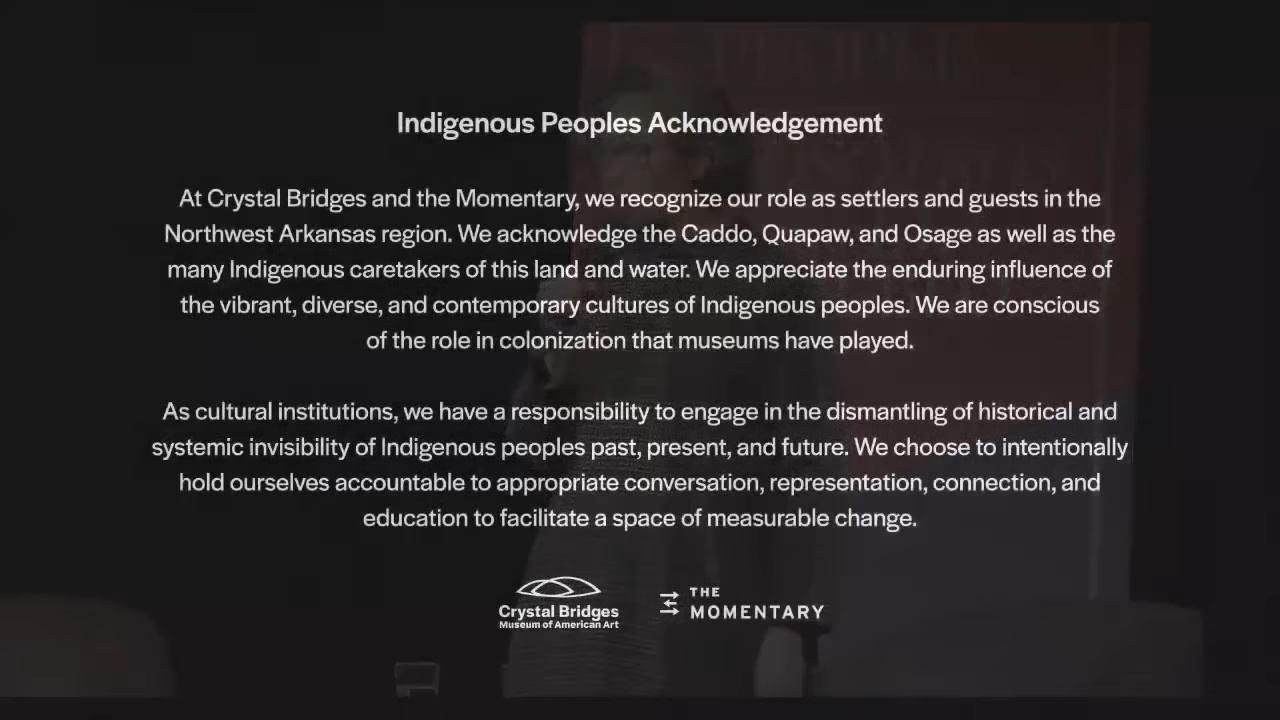 Indigenous Peoples Acknowledgement
At Crystal Bridges and the Momentary, we recognize our role as settlers and guests in the
Northwest Arkansas region. We acknowledge the Caddo, Quapaw, and Osage as well as the
many Indigenous caretakers of this land and water. We appreciate the enduring influence of
the vibrant, diverse, and contemporary cultures of Indigenous peoples. We are conscious
of the role in colonization that museums have played.
As cultural institutions, we have a responsibility to engage in the dismantling of historical and
systemic invisibility of Indigenous peoples past, present, and future. We choose to intentionally
hold ourselves accountable to appropriate conversation, representation, connection, and
education to facilitate a space of measurable change.
Crystal Bridges
Museum of American Art
THE
MOMENTARY